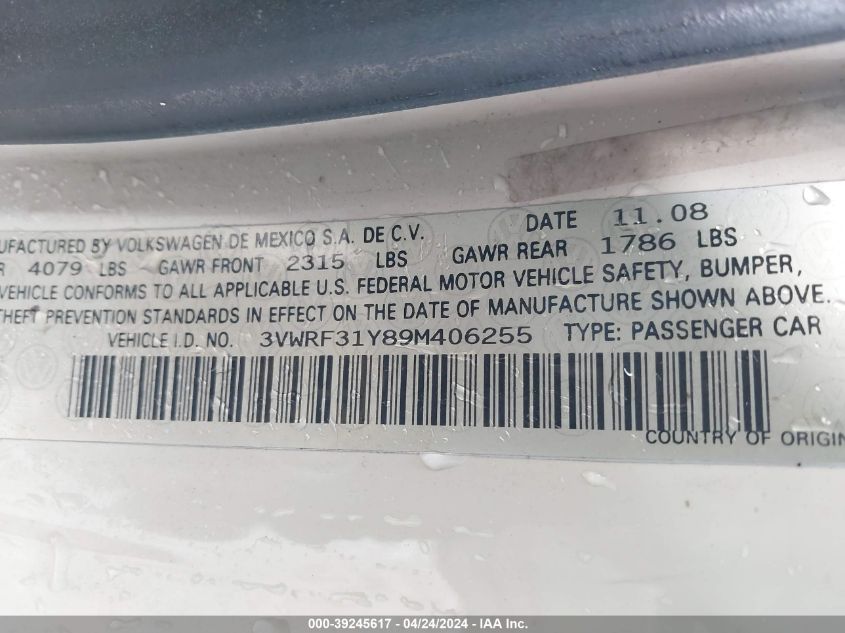 DATE 11.08
UFACTURED BY VOLKSWAGEN DE MEXICO S.A. DE C.V.
R 4079 LBS GAWR FRONT 2315 LBS GAWR REAR 1786 LBS
VEHICLE CONFORMS TO ALL APPLICABLE U.S. FEDERAL MOTOR VEHICLE SAFETY, BUMPER,
THEFT PREVENTION STANDARDS IN EFFECT ON THE DATE OF MANUFACTURE SHOWN ABOVE.
VEHICLE I.D. NO. 3VWRF31Y89M406255 TYPE: PASSENGER CAR
COUNTRY OF ORIGIN
000-39245617 - 04/24/2024 - IAA Inc.